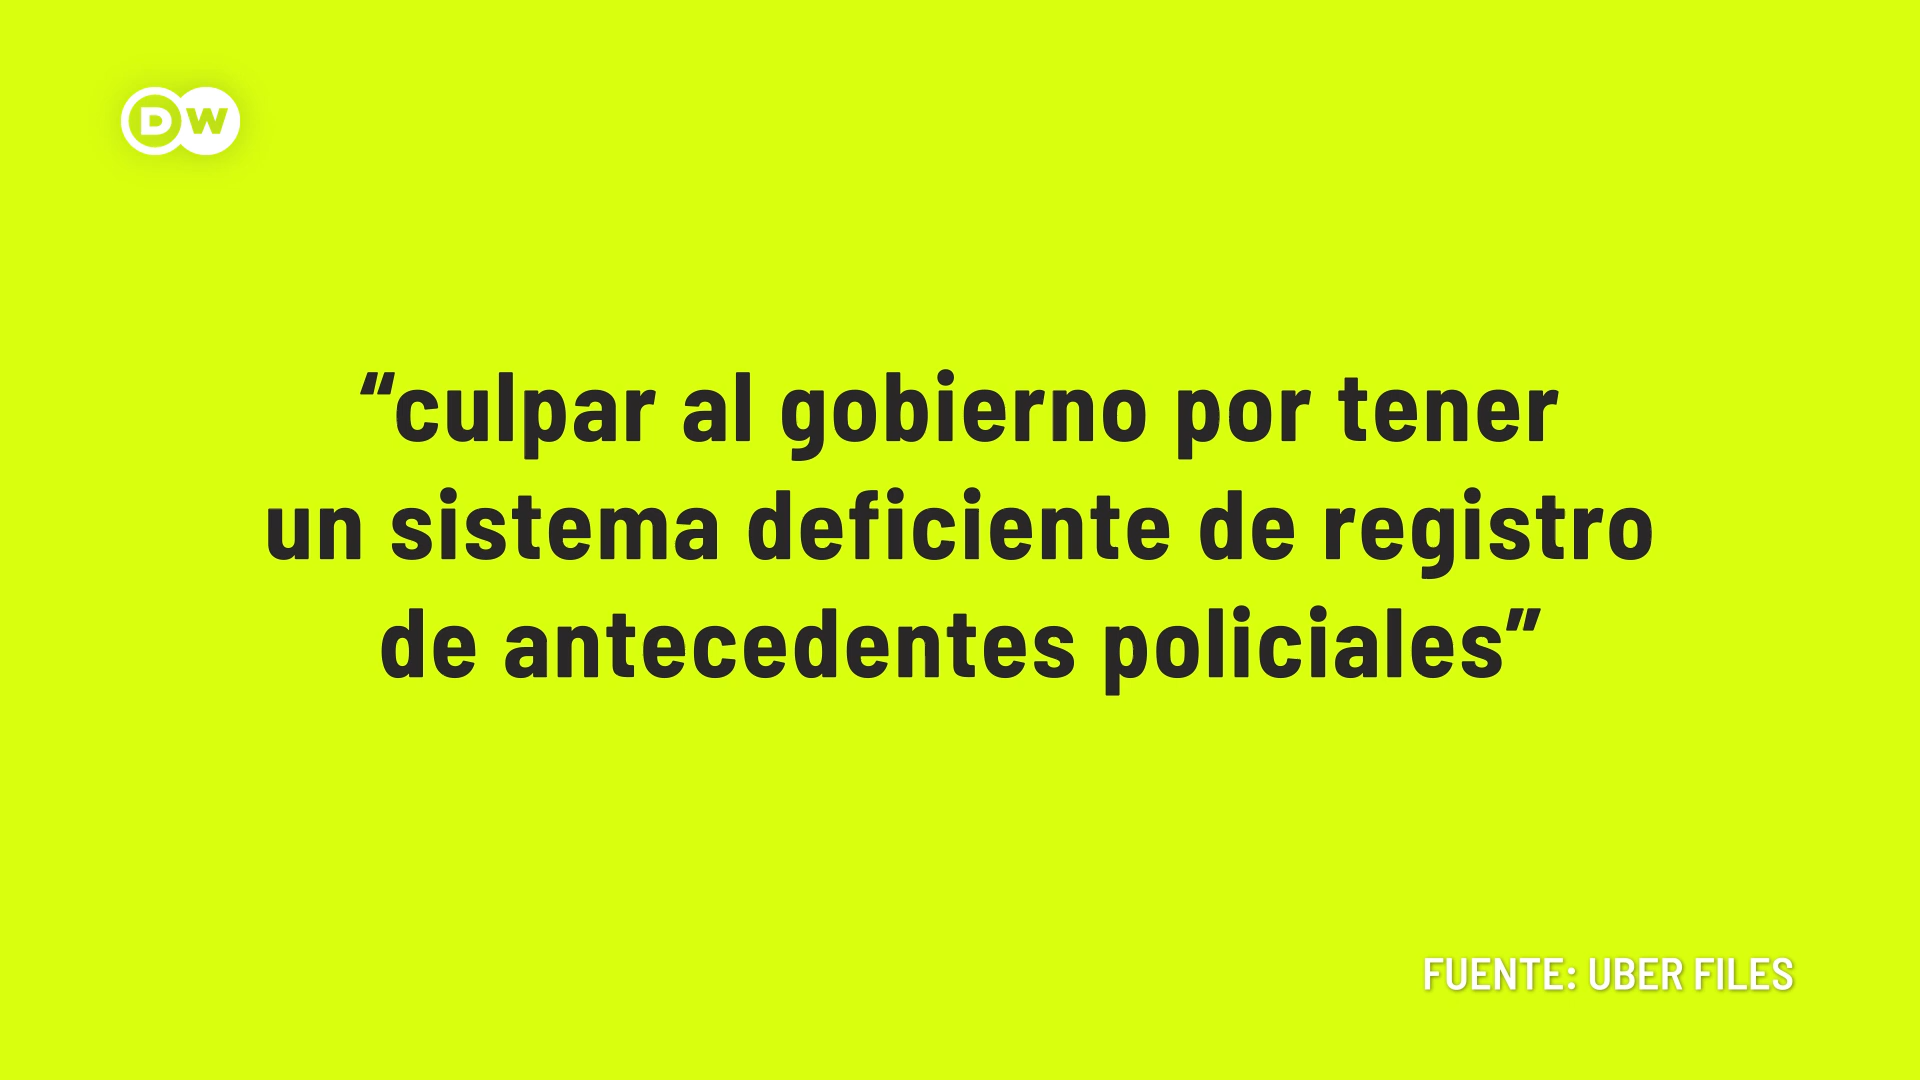 DW
“culpar al gobierno por tener
un sistema deficiente de registro
de antecedentes policiales”
FUENTE: UBER FILES